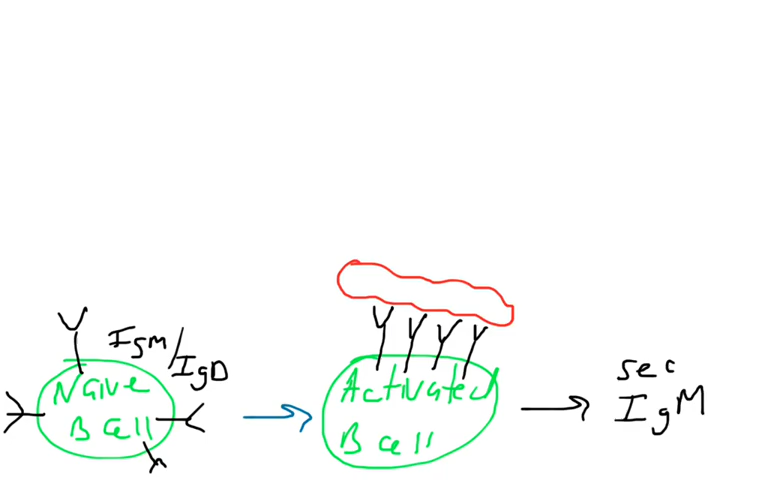 IgM/
IgD
Naive
B cell
Activated
B cell
sec
IgM